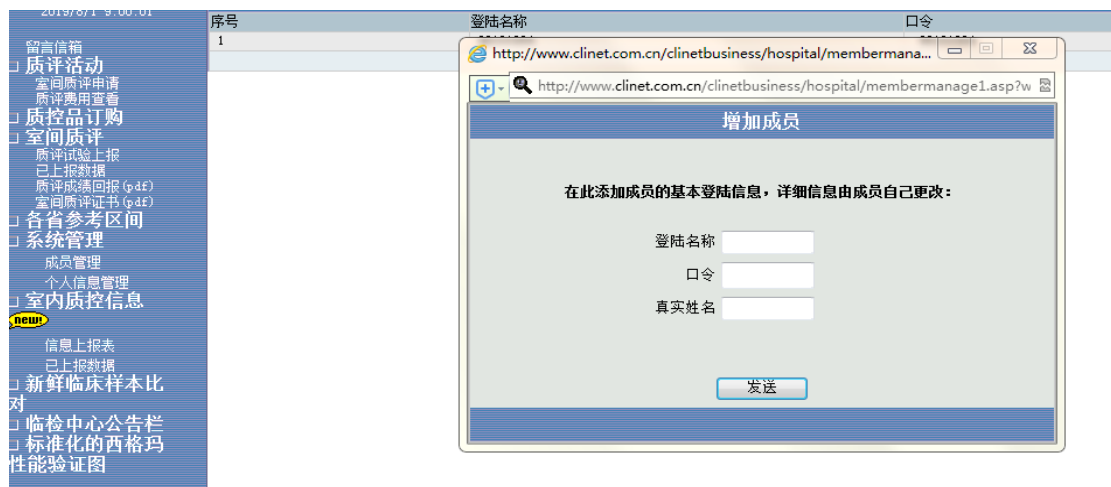 2019/8/1 9:00:01
留言信箱
质评活动
室间质评申请
质评费用查看
质控品订购
室间质评
质评试验上报
已上报数据
质评成绩回报(pdf)
室间质评证书(pdf)
各省参考区间
系统管理
成员管理
个人信息管理
室内质控信息
new!
信息上报表
已上报数据
新鲜临床样本比
对
临检中心公告栏
标准化的西格玛
性能验证图
序号 登陆名称 口令
1
http://www.clinet.com.cn/clinetbusiness/hospital/membermana...
http://www.clinet.com.cn/clinetbusiness/hospital/membermanage1.asp?w
增加成员
在此添加成员的基本登陆信息，详细信息由成员自己更改：
登陆名称
口令
真实姓名
发送